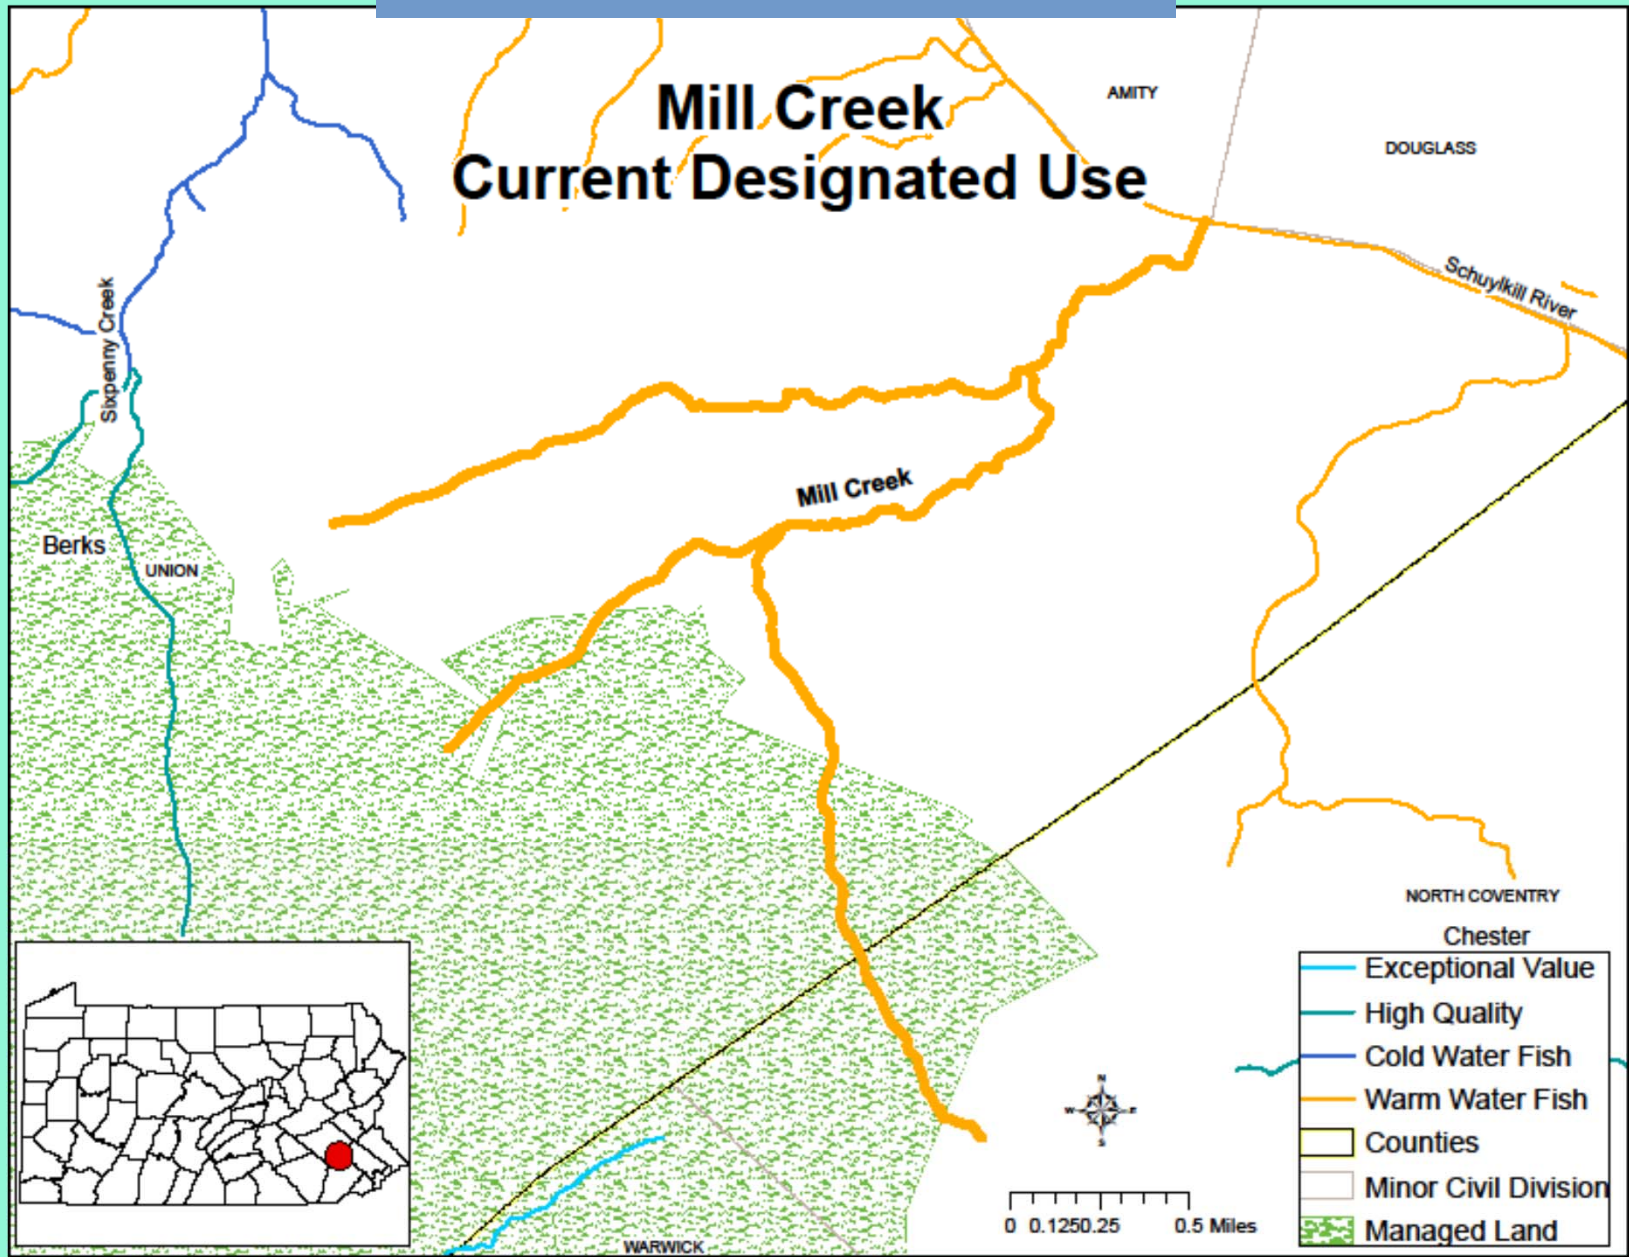 Mill Creek
Current Designated Use
AMITY
DOUGLASS
Schuylkill River
Sixpenny Creek
Mill Creek
Berks
UNION
NORTH COVENTRY
Chester
Exceptional Value
High Quality
Cold Water Fish
Warm Water Fish
Counties
Minor Civil Division
Managed Land
N
W E
S
0 0.1250.25 0.5 Miles
WARWICK